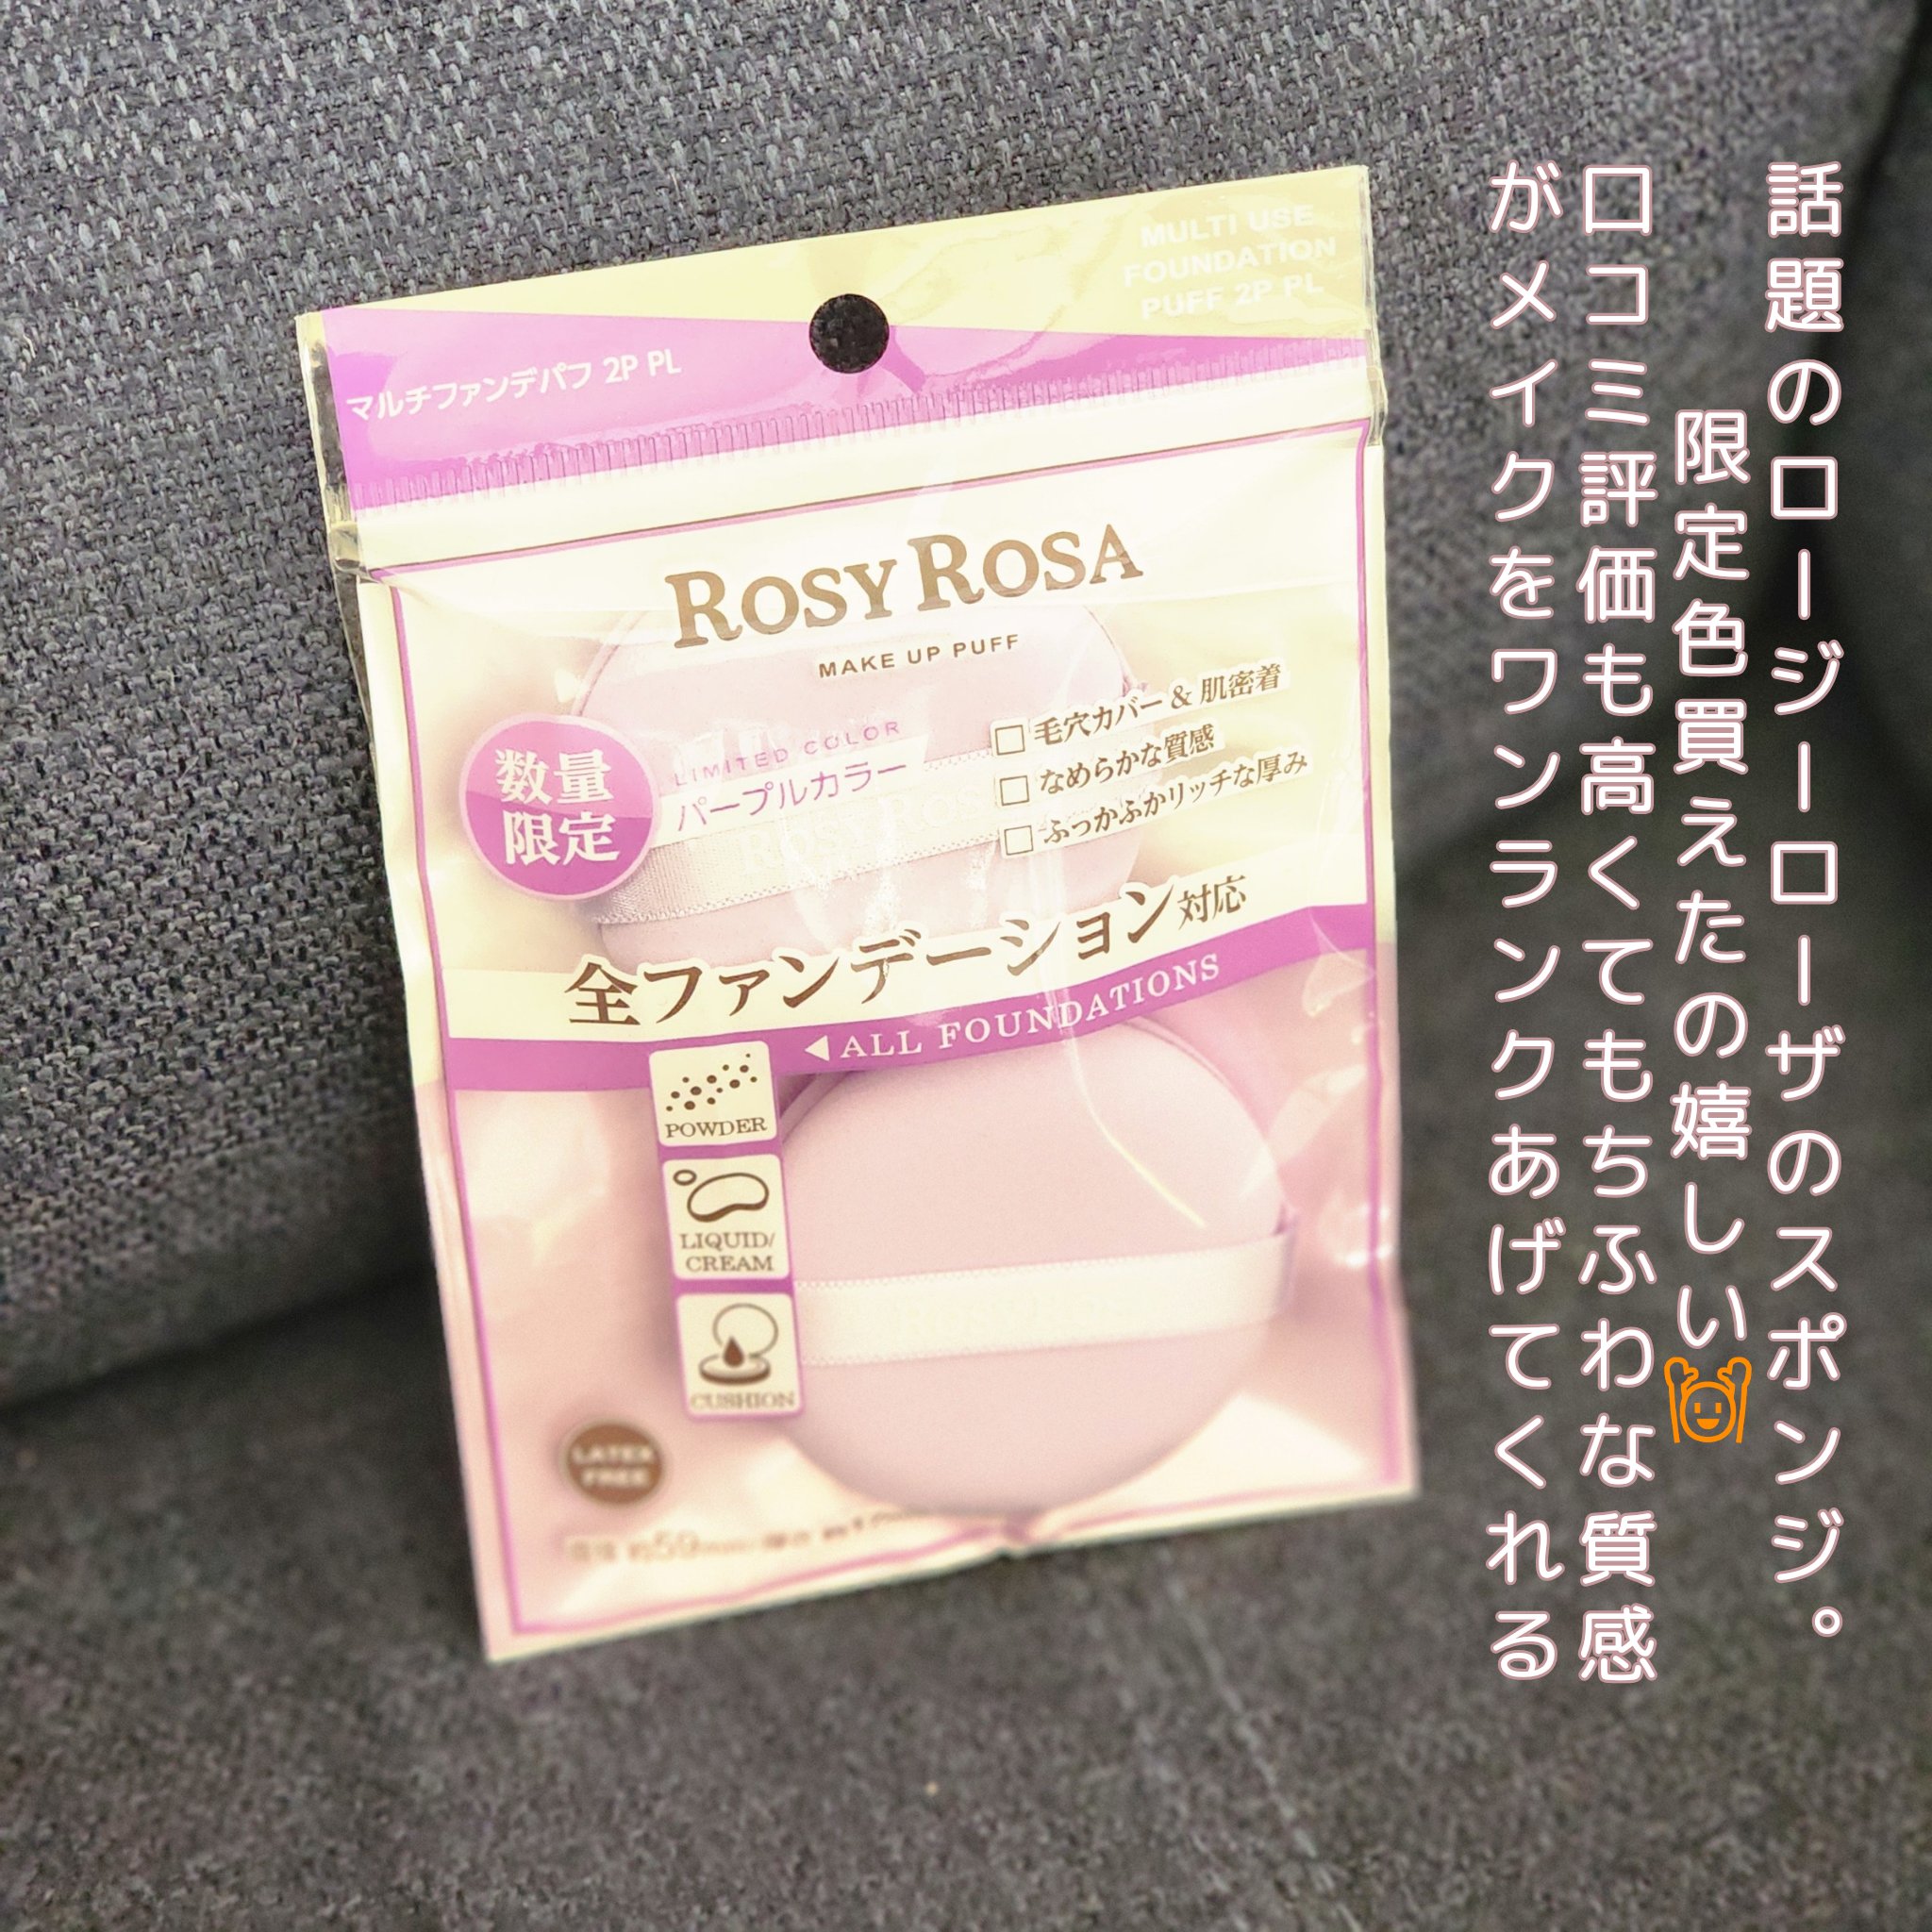 話題のロージーローザのスポンジ。
限定色買えたの嬉しい🙌
口コミ評価も高くてもちふわな質感
がメイクをワンランクあげてくれる
MULTI USE
FOUNDATION
PUFF 2P PL
マルチファンデパフ 2P PL
ROSY ROSA
MAKE UP PUFF
数量
限定
LIMITED COLOR
パープルカラー
□ 毛穴カバー & 肌密着
□ なめらかな質感
□ ふっかふかリッチな厚み
全ファンデーション対応
◀ALL FOUNDATIONS
POWDER
LIQUID/
CREAM
CUSHION
LATEX
FREE